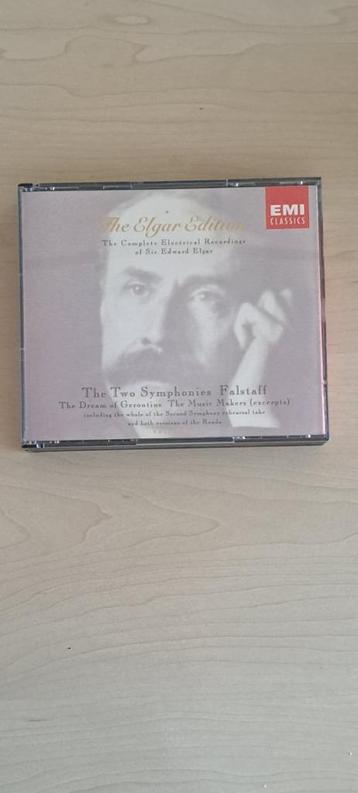 The Elgar Edition
EMI
CLASSICS
The Complete Electrical Recordings
of Sir Edward Elgar
The Two Symphonies Falstaff
The Dream of Gerontius The Music Makers (excerpts)
including the whole of the Second Symphony rehearsal take
and both versions of the Rondo